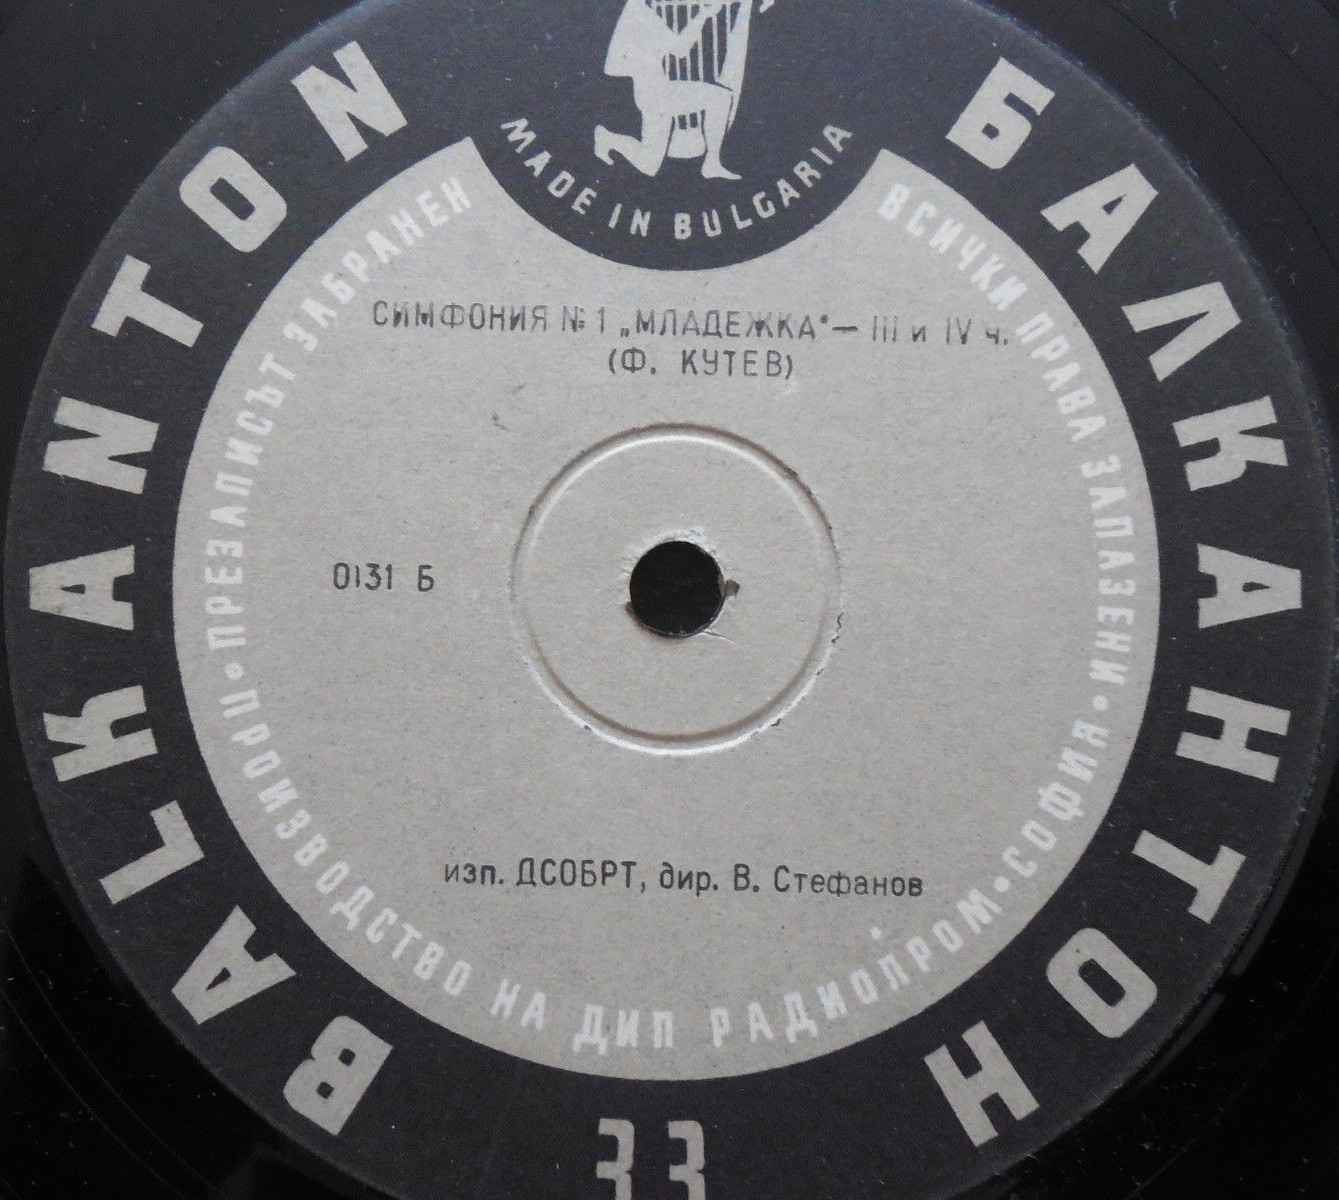 BALKANTON
БАЛКАНТОН
MADE IN BULGARIA
ВСИЧКИ ПРАВА ЗАПАЗЕНИ • СОФИЯ •
ПРОИЗВОДСТВО НА ДИП РАДИОПРОМ •
ПРЕЗАПИСЪТ ЗАБРАНЕН
СИМФОНИЯ № 1 „МЛАДЕЖКА“ — III и IV ч.
(Ф. КУТЕВ)
0131 Б
изп. ДСОБРТ, дир. В. Стефанов
33